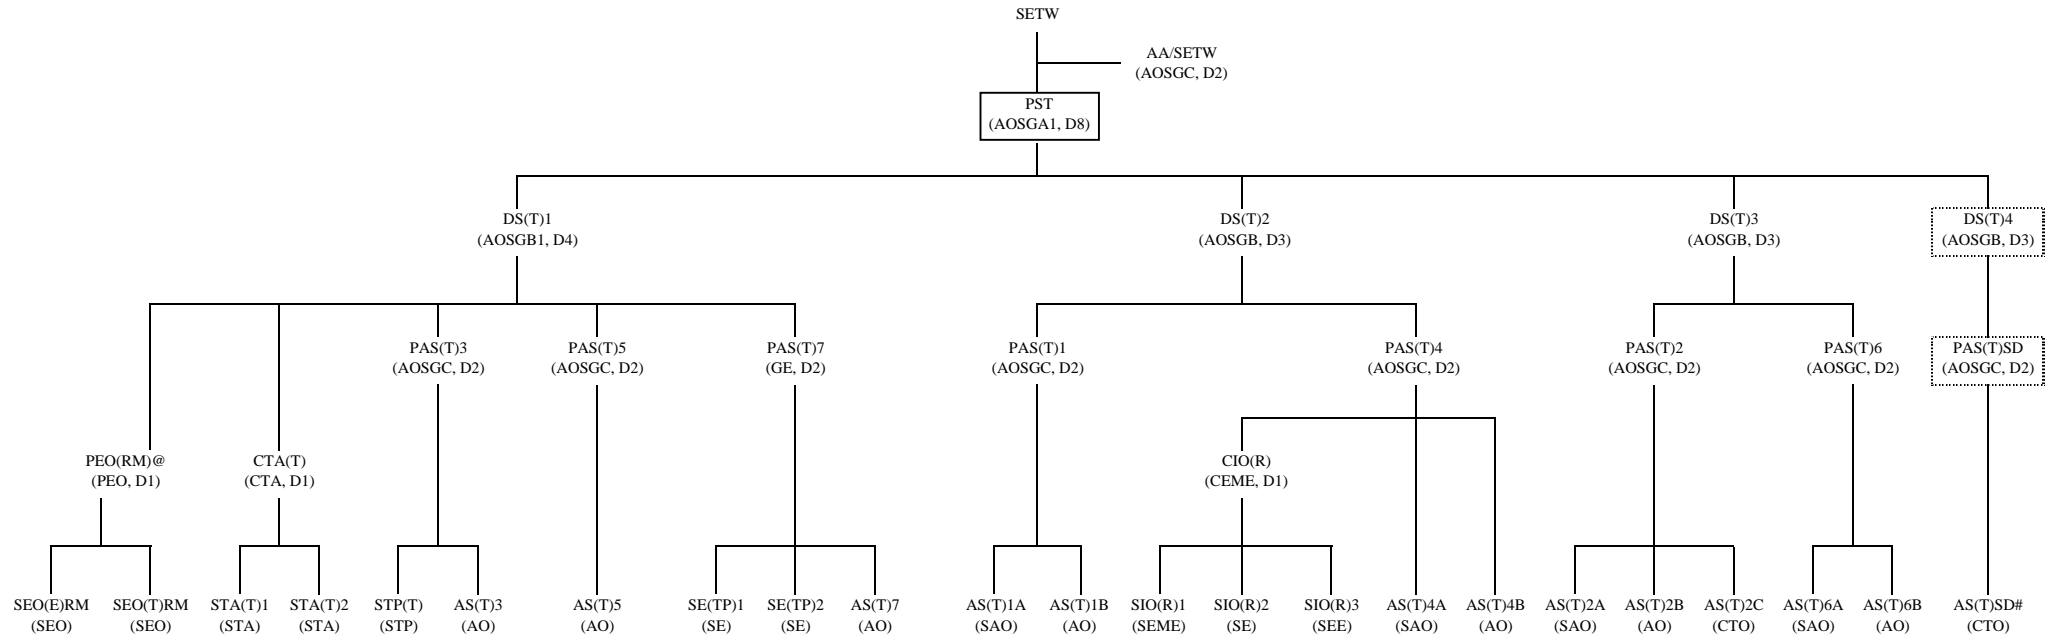 SETW
AA/SETW
(AOSGC, D2)
PST
(AOSGA1, D8)
DS(T)1
(AOSGB1, D4)
DS(T)2
(AOSGB, D3)
DS(T)3
(AOSGB, D3)
DS(T)4
(AOSGB, D3)
PAS(T)3
(AOSGC, D2)
PAS(T)5
(AOSGC, D2)
PAS(T)7
(GE, D2)
PAS(T)1
(AOSGC, D2)
PAS(T)4
(AOSGC, D2)
PAS(T)2
(AOSGC, D2)
PAS(T)6
(AOSGC, D2)
PAS(T)SD
(AOSGC, D2)
PEO(RM)@
(PEO, D1)
CTA(T)
(CTA, D1)
CIO(R)
(CEME, D1)
SEO(E)RM
(SEO)
SEO(T)RM
(SEO)
STA(T)1
(STA)
STA(T)2
(STA)
STP(T)
(STP)
AS(T)3
(AO)
AS(T)5
(AO)
SE(TP)1
(SE)
SE(TP)2
(SE)
AS(T)7
(AO)
AS(T)1A
(SAO)
AS(T)1B
(AO)
SIO(R)1
(SEME)
SIO(R)2
(SE)
SIO(R)3
(SEE)
AS(T)4A
(SAO)
AS(T)4B
(AO)
AS(T)2A
(SAO)
AS(T)2B
(AO)
AS(T)2C
(CTO)
AS(T)6A
(SAO)
AS(T)6B
(AO)
AS(T)SD#
(CTO)